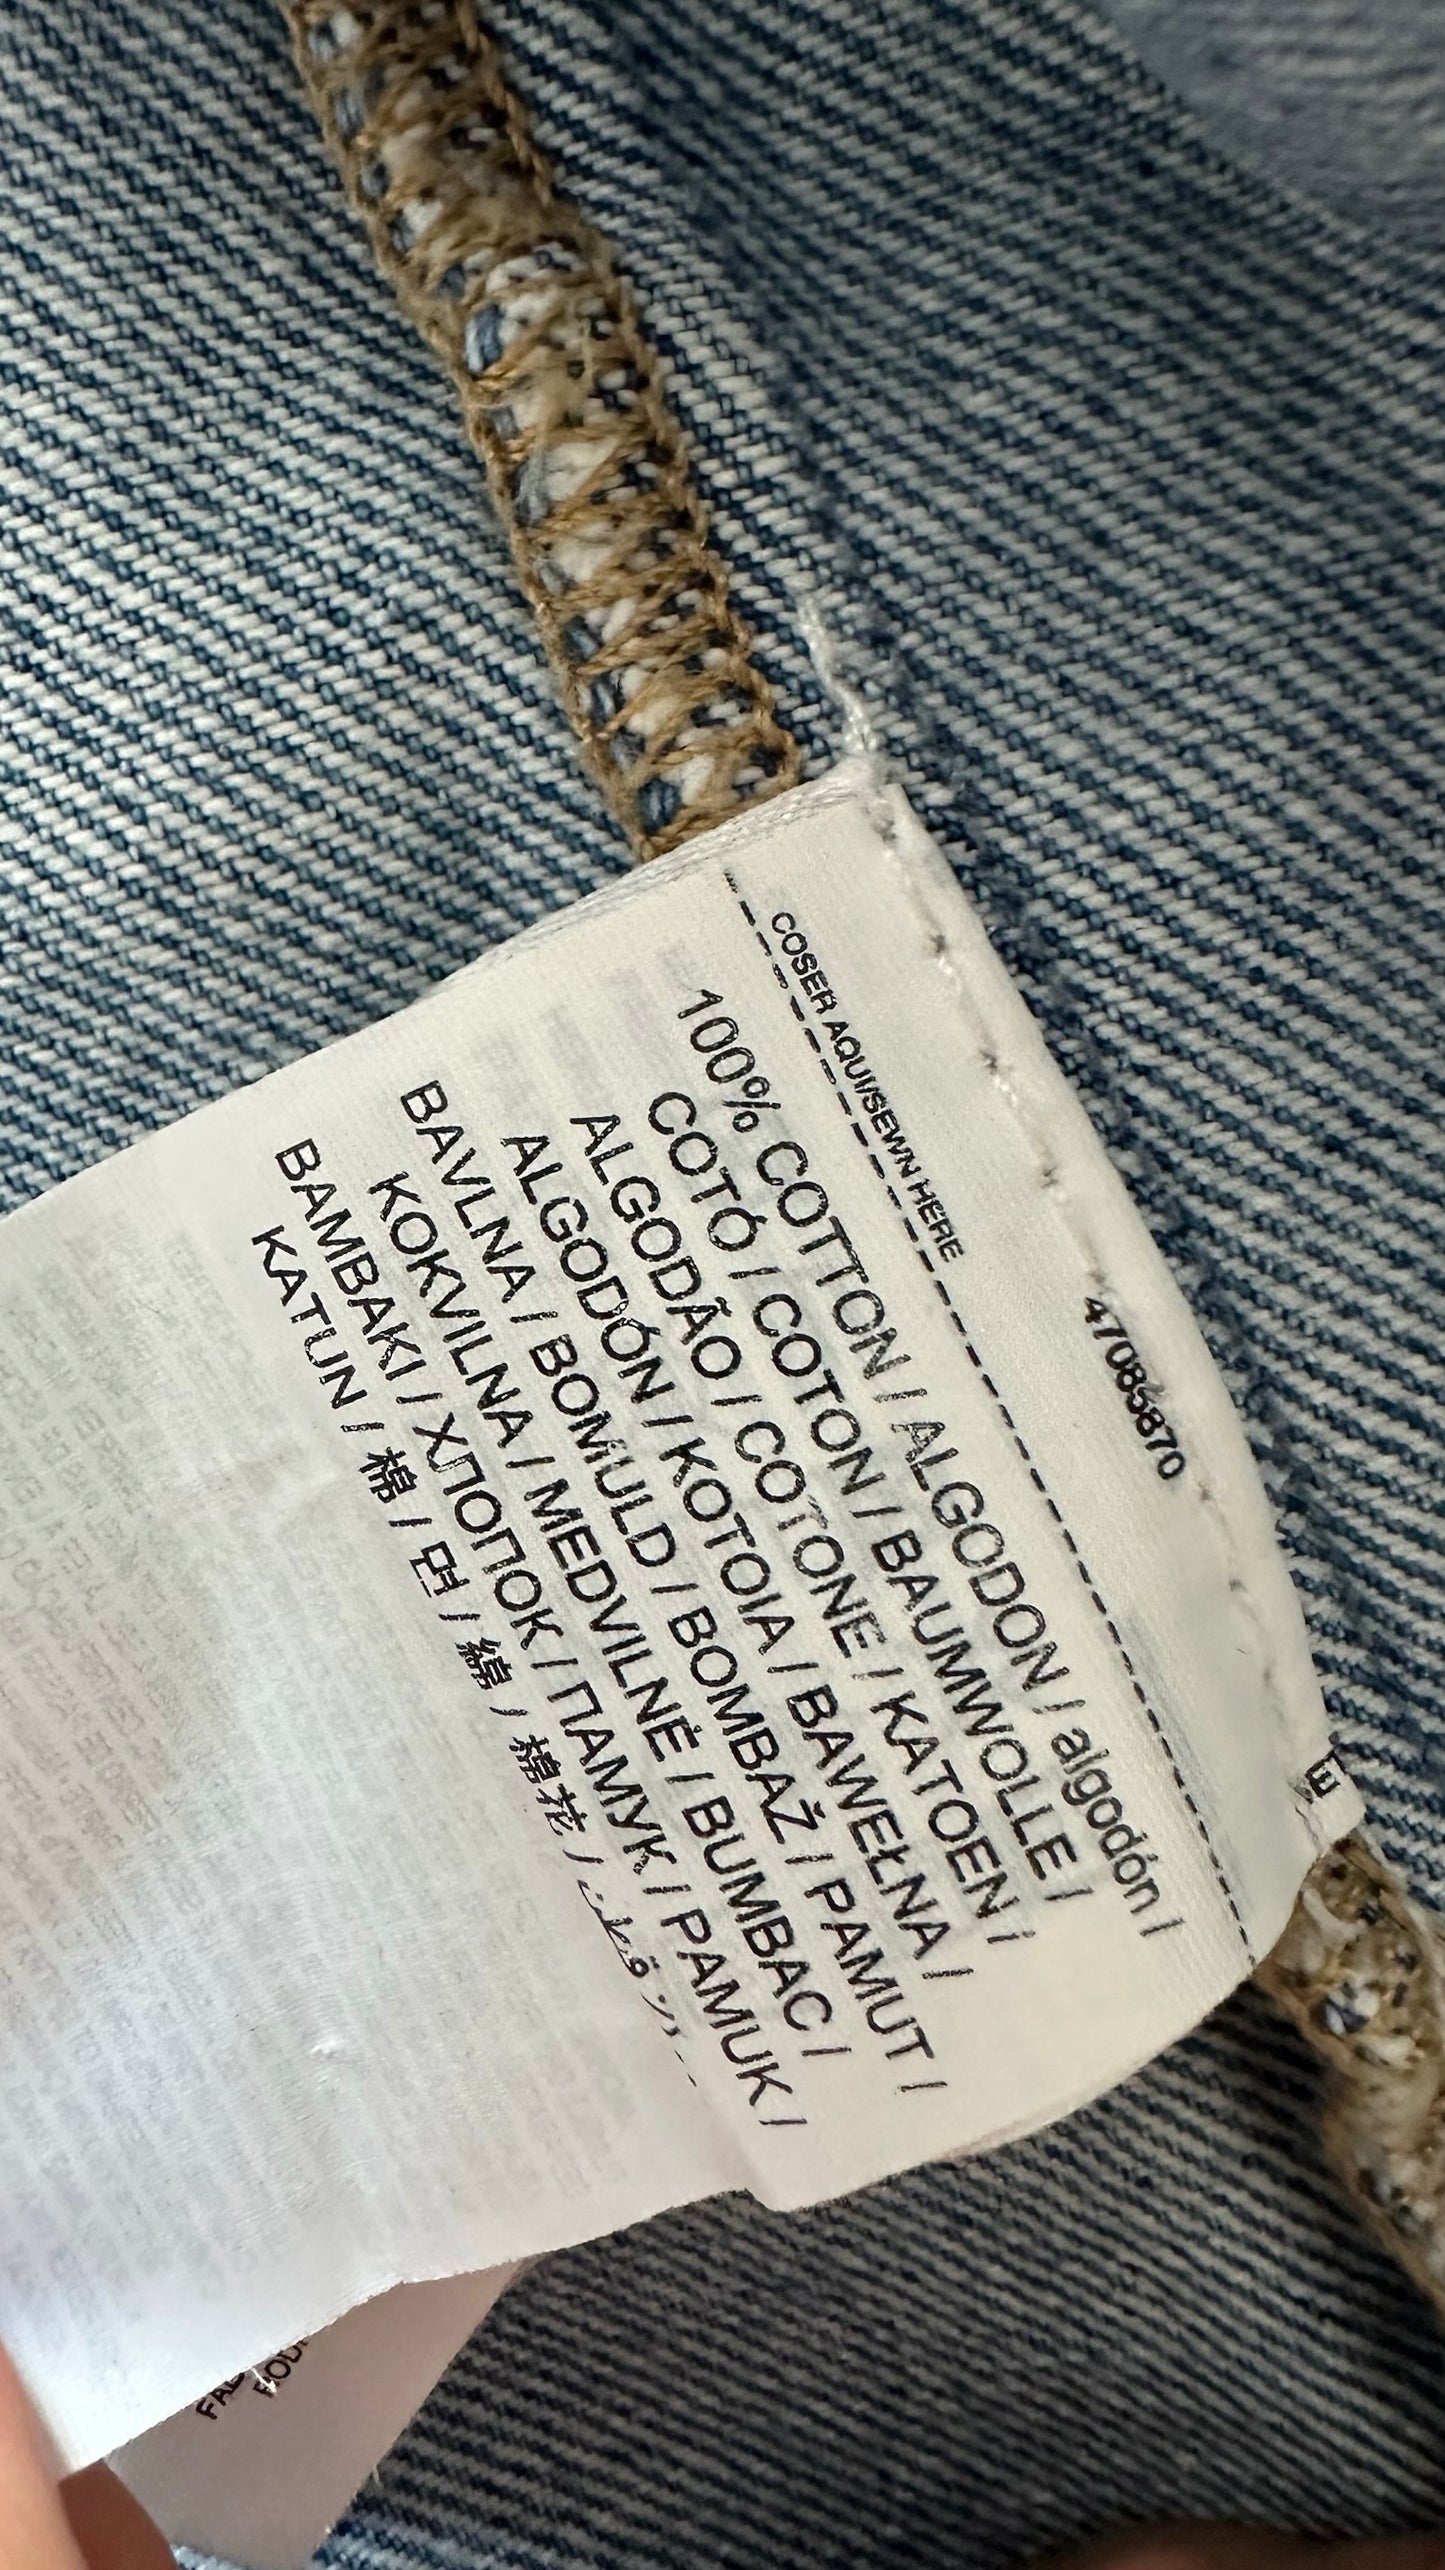 47085870
COSER AQUI/SEWN HERE
100% COTTON / ALGODON / algodón /
COTÓ / COTON / BAUMWOLLE /
ALGODÃO / COTONE / KATOEN /
ALGODÓN / KOTOIA / BAWEŁNA /
BAVLNA / BOMULD / BOMBAŽ / PAMUT /
KOKVILNA / MEDVILNĖ / BUMBAC /
BAMBAKI / ХЛОПОК / ПАМУК / PAMUK /
KATUN / 棉 / 면 / 綿 / 棉花 / قطن
E